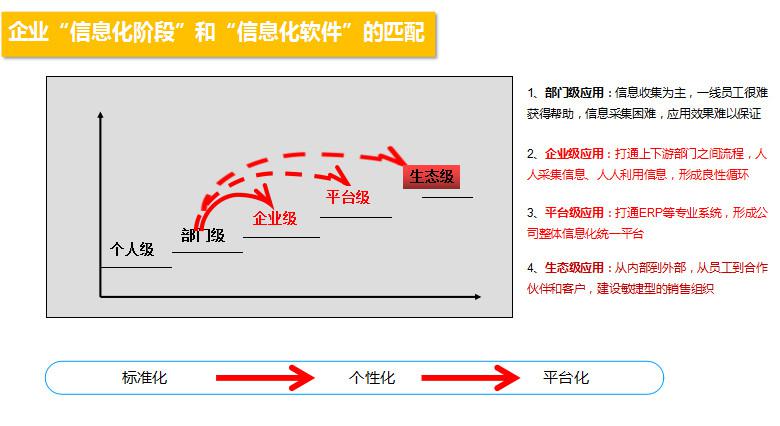 企业“信息化阶段”和“信息化软件”的匹配
生态级
平台级
企业级
部门级
个人级
1、部门级应用：信息收集为主，一线员工很难
获得帮助，信息采集困难，应用效果难以保证
2、企业级应用：打通上下游部门之间流程，人
人采集信息、人人利用信息，形成良性循环
3、平台级应用：打通ERP等专业系统，形成公
司整体信息化统一平台
4、生态级应用：从内部到外部，从员工到合作
伙伴和客户，建设敏捷型的销售组织
标准化
个性化
平台化